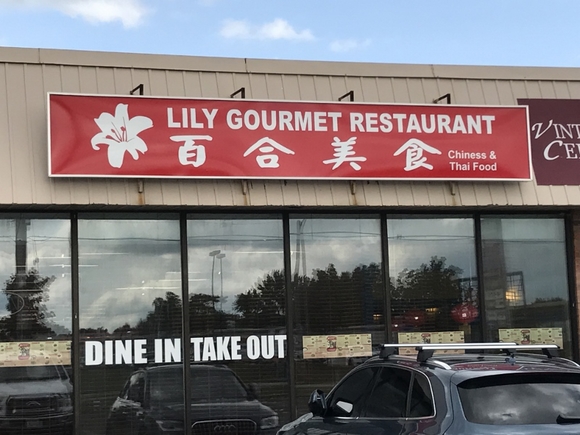 LILY GOURMET RESTAURANT
百合美食
Chiness &
Thai Food
DINE IN TAKE OUT